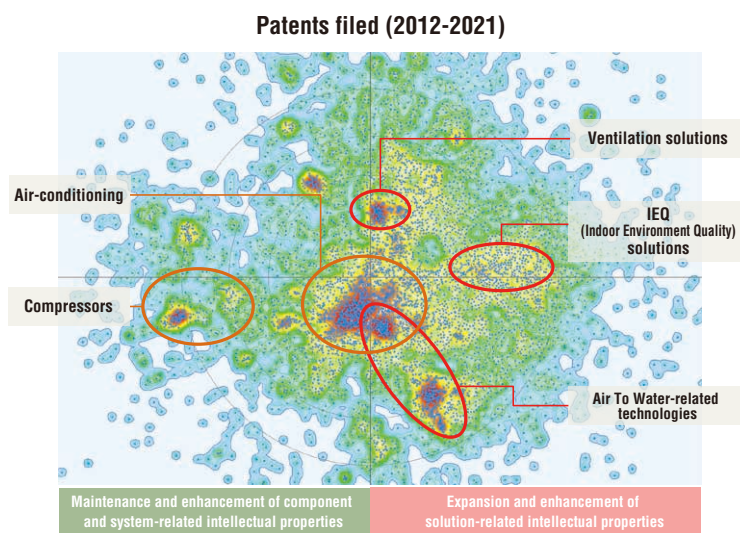 Patents filed (2012-2021)
Ventilation solutions
Air-conditioning
IEQ
(Indoor Environment Quality)
solutions
Compressors
Air To Water-related
technologies
Maintenance and enhancement of component
and system-related intellectual properties
Expansion and enhancement of
solution-related intellectual properties